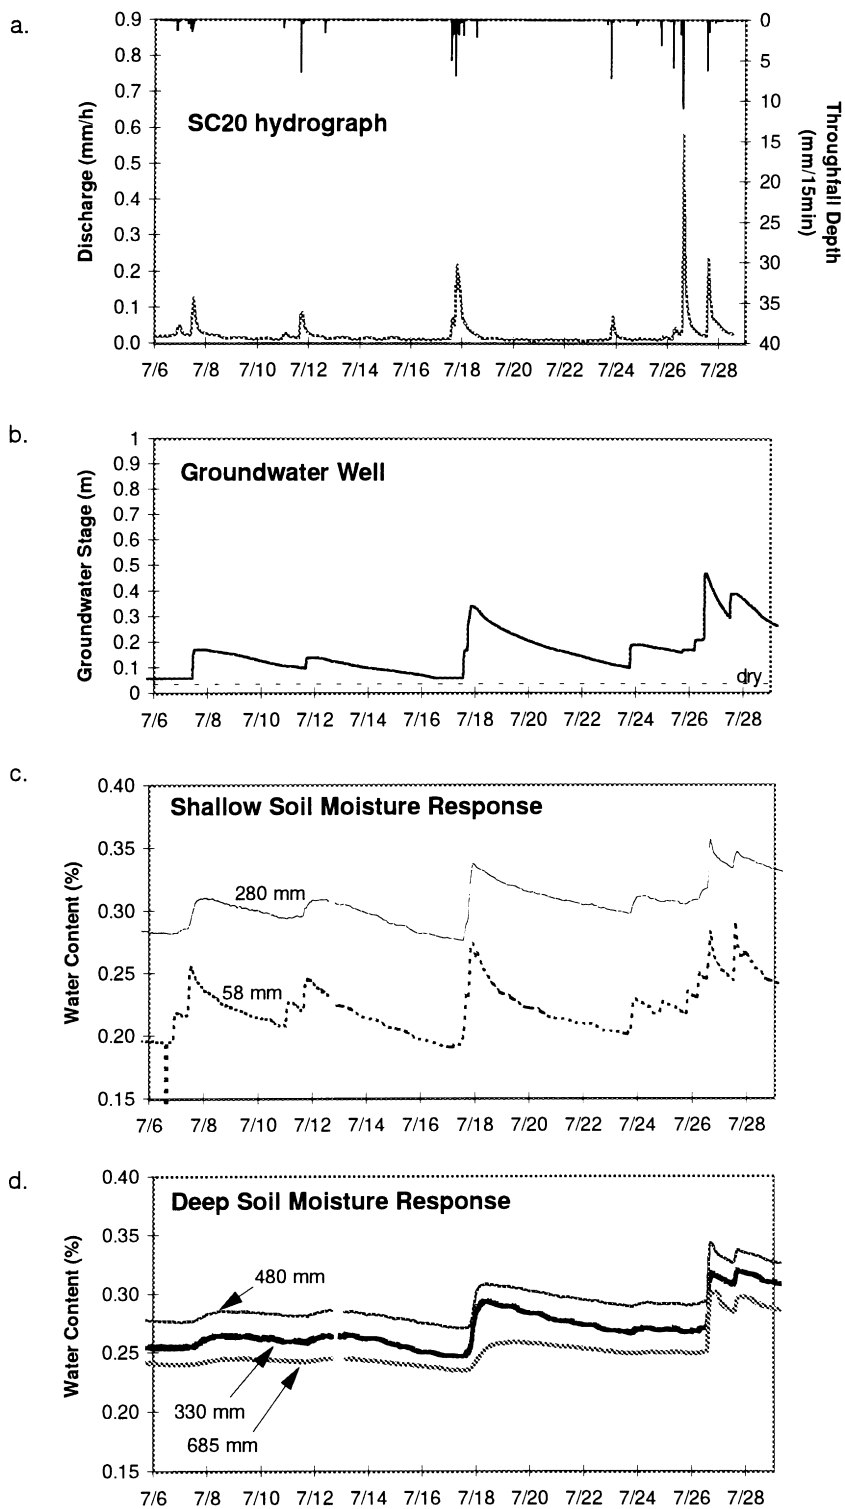 a.
0.9
0.8
0.7
0.6
0.5
0.4
0.3
0.2
0.1
0.0
Discharge (mm/h)
SC20 hydrograph
0
5
10
15
20
25
30
35
40
Throughfall Depth
(mm/15min)
7/6 7/8 7/10 7/12 7/14 7/16 7/18 7/20 7/22 7/24 7/26 7/28
b.
1
0.9
0.8
0.7
0.6
0.5
0.4
0.3
0.2
0.1
0
Groundwater Stage (m)
Groundwater Well
dry
7/6 7/8 7/10 7/12 7/14 7/16 7/18 7/20 7/22 7/24 7/26 7/28
c.
0.40
0.35
0.30
0.25
0.20
0.15
Water Content (%)
Shallow Soil Moisture Response
280 mm
58 mm
7/6 7/8 7/10 7/12 7/14 7/16 7/18 7/20 7/22 7/24 7/26 7/28
d.
0.40
0.35
0.30
0.25
0.20
0.15
Water Content (%)
Deep Soil Moisture Response
480 mm
330 mm
685 mm
7/6 7/8 7/10 7/12 7/14 7/16 7/18 7/20 7/22 7/24 7/26 7/28